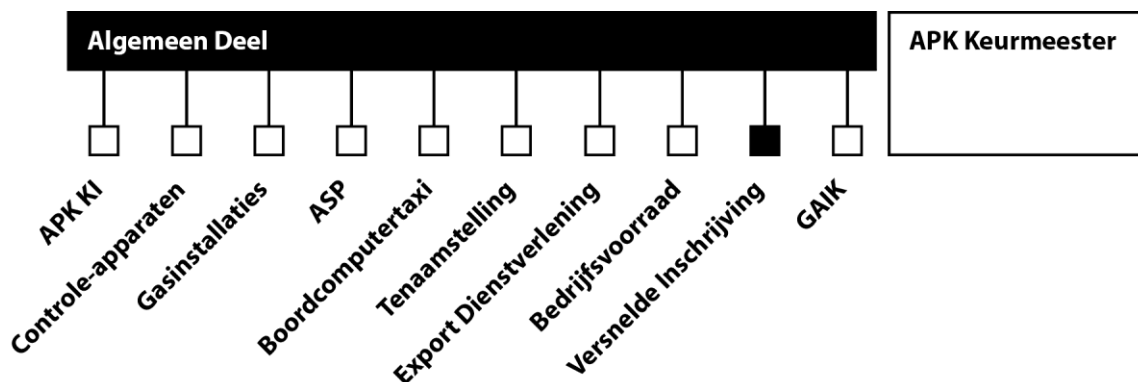 Algemeen Deel
APK Keurmeester
APK KI
Controle-apparaten
Gasinstallaties
ASP
Boordcomputertaxi
Tenaamstelling
Export Dienstverlening
Bedrijfsvoorraad
Versnelde Inschrijving
GAIK